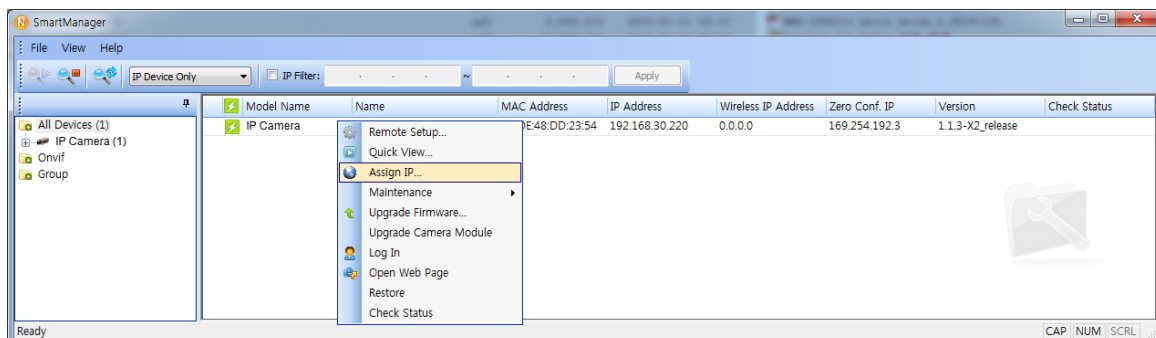 SmartManager
File View Help
IP Device Only IP Filter: . . . ~ . . . Apply
Model Name Name MAC Address IP Address Wireless IP Address Zero Conf. IP Version Check Status
All Devices (1)
IP Camera (1)
Onvif
Group
IP Camera DE:48:DD:23:54 192.168.30.220 0.0.0.0 169.254.192.3 1.1.3-X2_release
Remote Setup...
Quick View...
Assign IP...
Maintenance
Upgrade Firmware...
Upgrade Camera Module
Log In
Open Web Page
Restore
Check Status
Ready CAP NUM SCRL